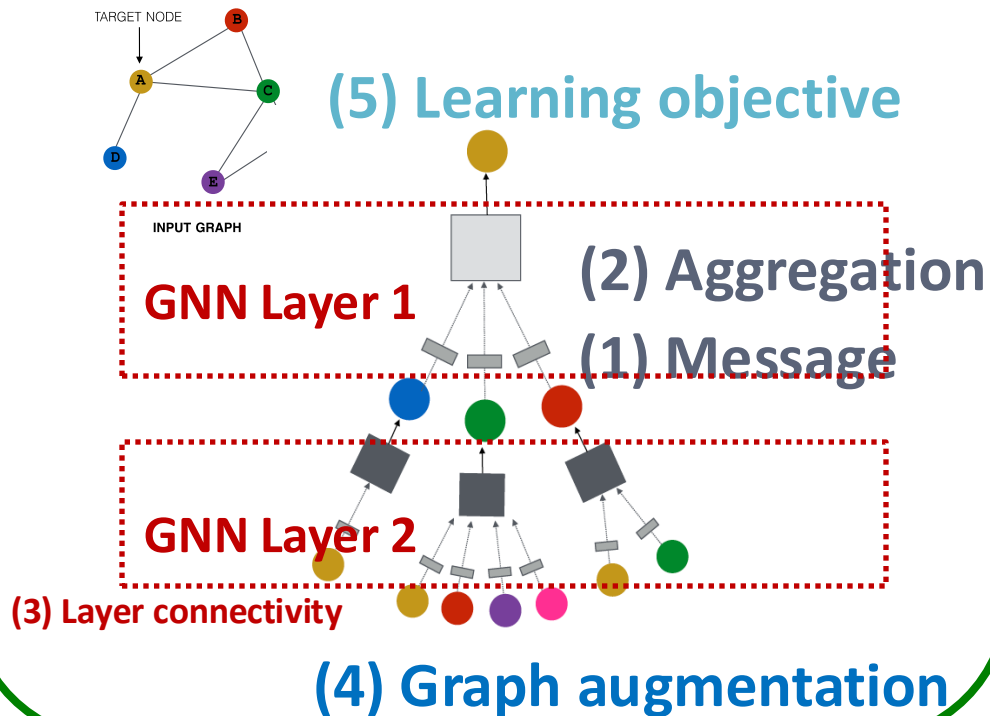 TARGET NODE
B
A
C
D
E
(5) Learning objective
INPUT GRAPH
(2) Aggregation
GNN Layer 1
(1) Message
GNN Layer 2
(3) Layer connectivity
(4) Graph augmentation